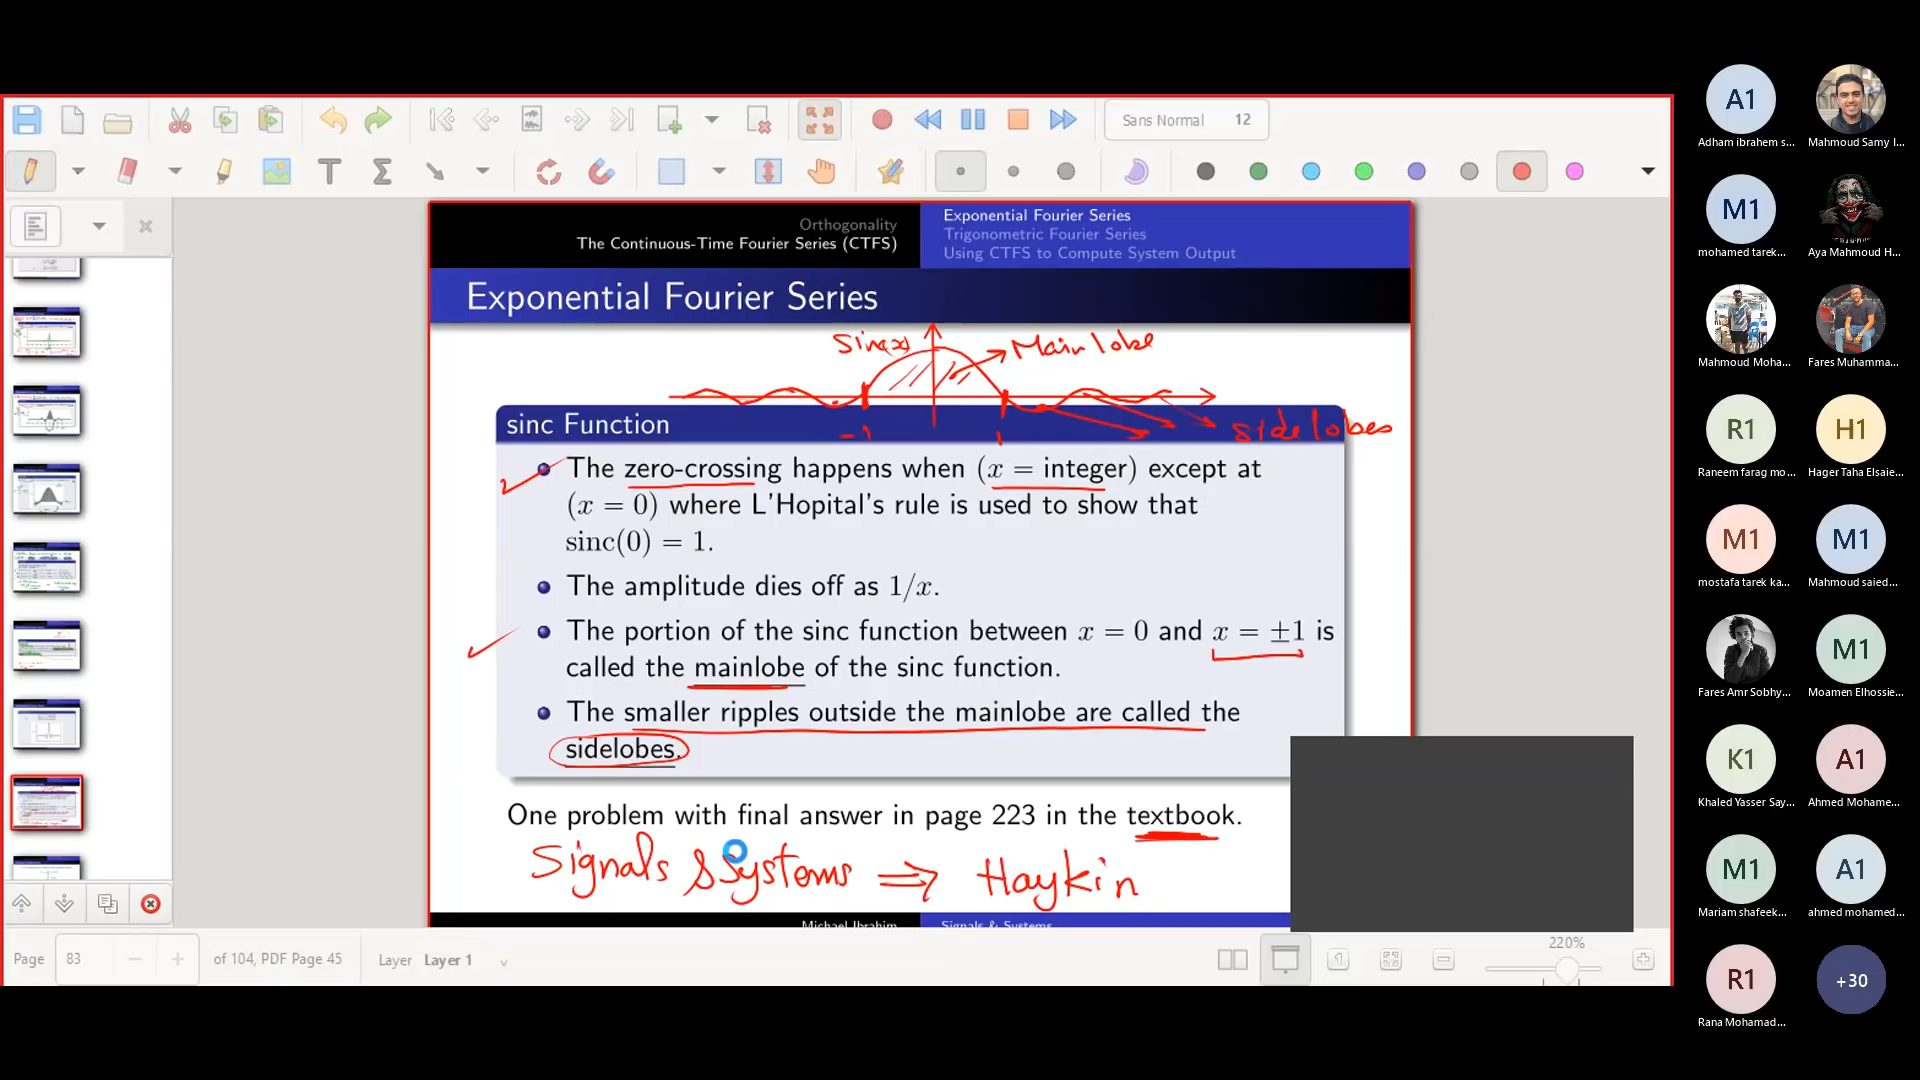 Sans Normal 12
Orthogonality
The Continuous-Time Fourier Series (CTFS)
Exponential Fourier Series
Trigonometric Fourier Series
Using CTFS to Compute System Output
Exponential Fourier Series
Sinc(x)
Main lobe
-1
1
side lobes
sinc Function
The zero-crossing happens when (x = integer) except at
(x = 0) where L'Hopital's rule is used to show that
sinc(0) = 1.
The amplitude dies off as 1/x.
The portion of the sinc function between x = 0 and x = ±1 is
called the mainlobe of the sinc function.
The smaller ripples outside the mainlobe are called the
sidelobes.
One problem with final answer in page 223 in the textbook.
Signals & Systems ⇒ Haykin
Michael Ibrahim
Signals & Systems
Page 83 of 104, PDF Page 45 Layer Layer 1
220%
A1
Adham ibrahem s...
Mahmoud Samy I...
M1
mohamed tarek...
Aya Mahmoud H...
Mahmoud Moha...
Fares Muhamma...
R1
Raneem farag mo...
H1
Hager Taha Elsaie...
M1
mostafa tarek ka...
M1
Mahmoud saied...
Fares Amr Sobhy...
M1
Moamen Elhossie...
K1
Khaled Yasser Say...
A1
Ahmed Mohame...
M1
Mariam shafeek...
A1
ahmed mohamed...
R1
Rana Mohamad...
+30